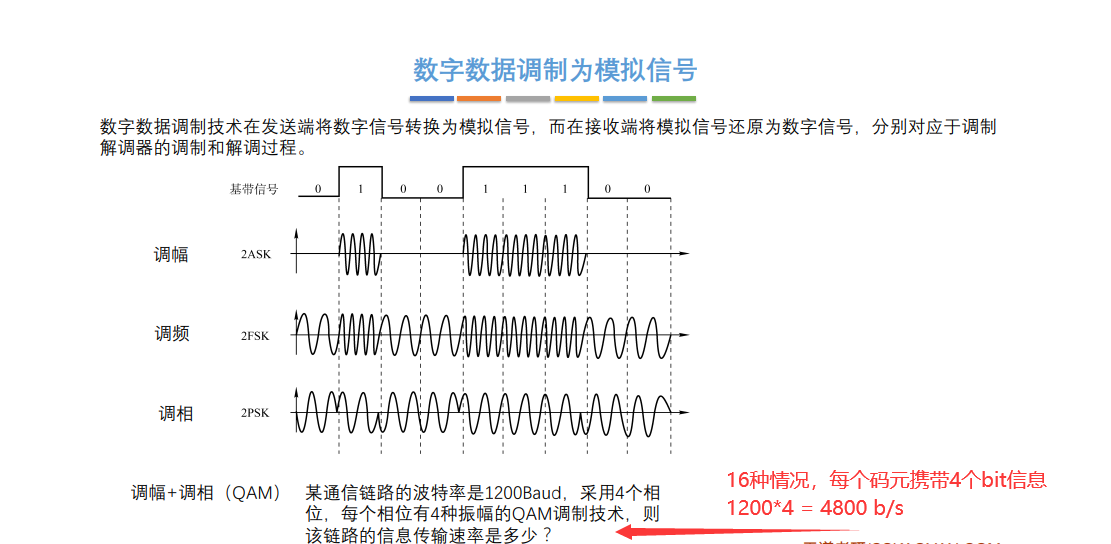 数字数据调制为模拟信号
数字数据调制技术在发送端将数字信号转换为模拟信号，而在接收端将模拟信号还原为数字信号，分别对应于调制
解调器的调制和解调过程。
基带信号 0 1 0 0 1 1 1 0 0
调幅 2ASK
调频 2FSK
调相 2PSK
调幅+调相（QAM）
某通信链路的波特率是1200Baud，采用4个相
位，每个相位有4种振幅的QAM调制技术，则
该链路的信息传输速率是多少？
16种情况，每个码元携带4个bit信息
1200*4 = 4800 b/s